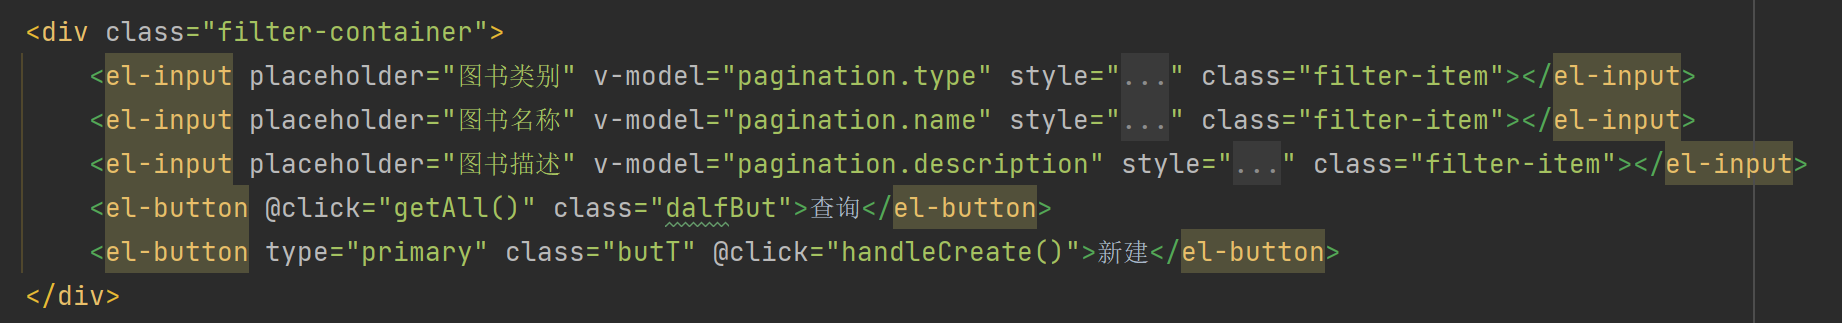 <div class="filter-container">
<el-input placeholder="图书类别" v-model="pagination.type" style="..." class="filter-item"></el-input>
<el-input placeholder="图书名称" v-model="pagination.name" style="..." class="filter-item"></el-input>
<el-input placeholder="图书描述" v-model="pagination.description" style="..." class="filter-item"></el-input>
<el-button @click="getAll()" class="dalfBut">查询</el-button>
<el-button type="primary" class="butT" @click="handleCreate()">新建</el-button>
</div>